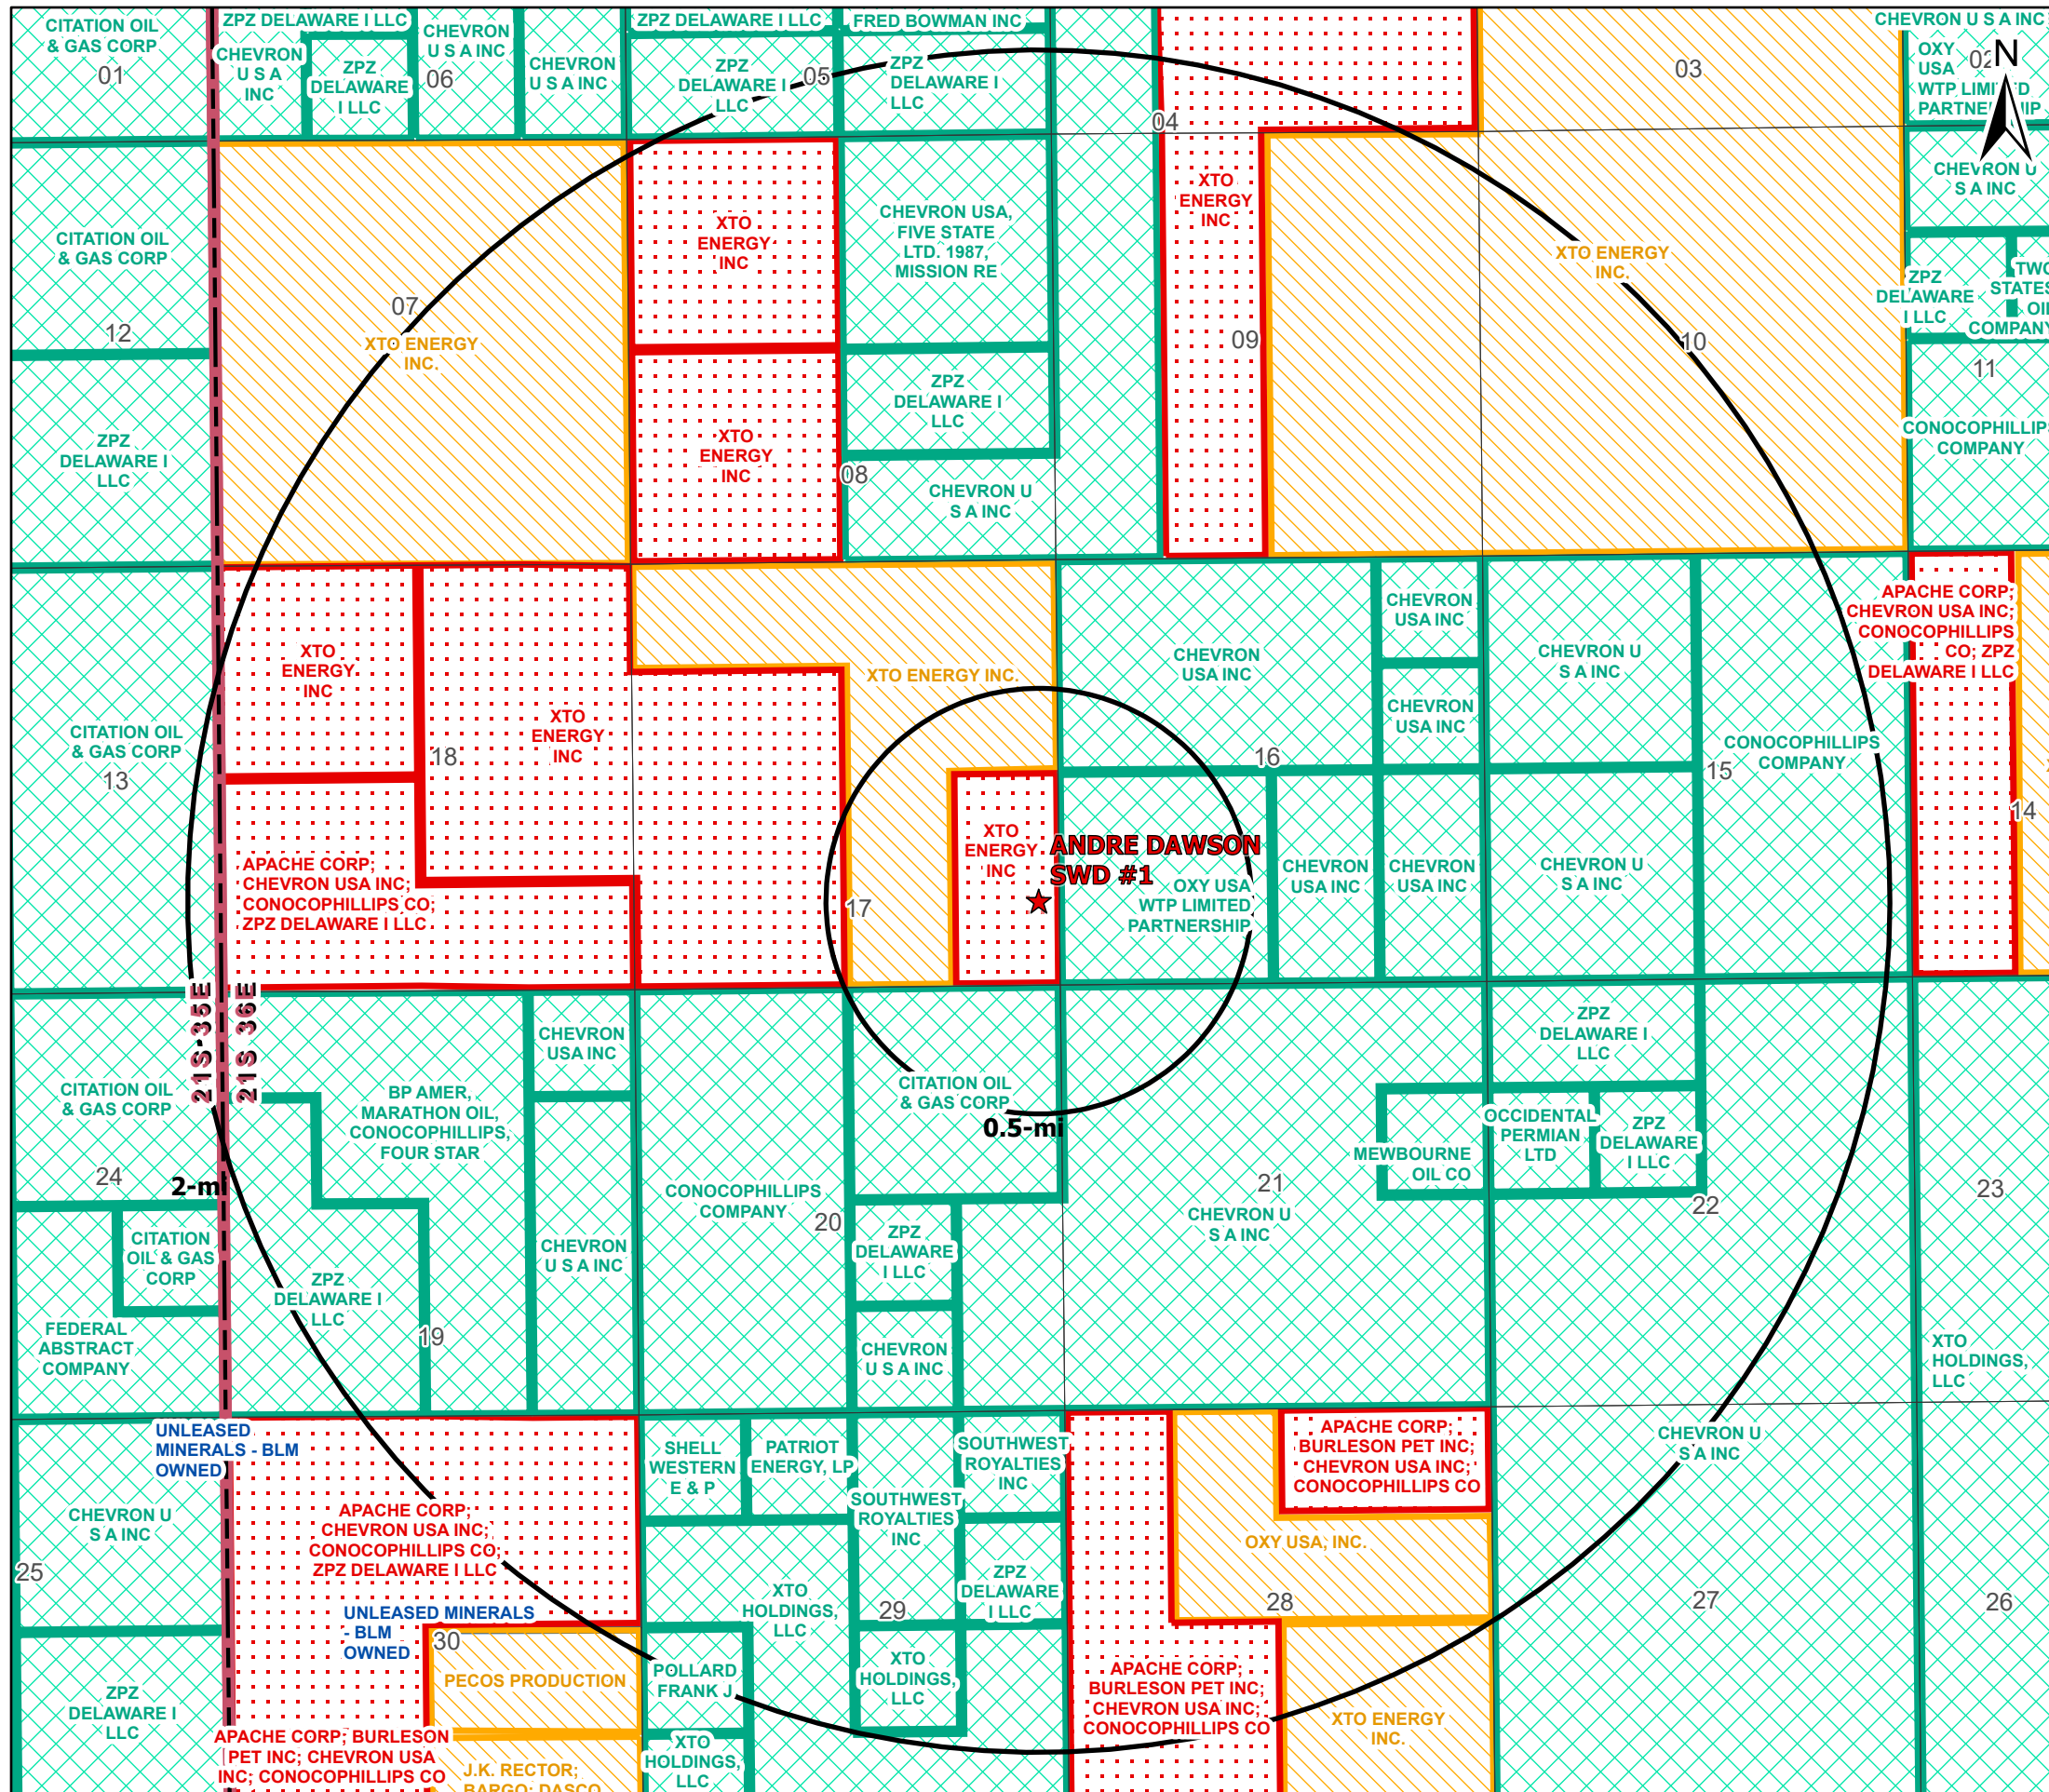 CITATION OIL
& GAS CORP
01
ZPZ DELAWARE I LLC
CHEVRON
U S A
INC
ZPZ
DELAWARE
I LLC
CHEVRON
U S A INC
06
CHEVRON
U S A INC
ZPZ DELAWARE I LLC
FRED BOWMAN INC
ZPZ
DELAWARE I
LLC
05
ZPZ
DELAWARE I
LLC
04
03
CHEVRON U S A INC
OXY
USA
WTP LIMITED
PARTNERSHIP
02
N
CHEVRON U
S A INC
CITATION OIL
& GAS CORP
12
ZPZ
DELAWARE I
LLC
07
XTO ENERGY
INC.
XTO
ENERGY
INC
XTO
ENERGY
INC
CHEVRON USA,
FIVE STATE
LTD. 1987,
MISSION RE
ZPZ
DELAWARE I
LLC
08
CHEVRON U
S A INC
XTO
ENERGY
INC
09
XTO ENERGY
INC.
10
ZPZ
DELAWARE
I LLC
TWO
STATES
OIL
COMPANY
11
CONOCOPHILLIPS
COMPANY
CITATION OIL
& GAS CORP
13
XTO
ENERGY
INC
18
XTO
ENERGY
INC
APACHE CORP;
CHEVRON USA INC;
CONOCOPHILLIPS CO;
ZPZ DELAWARE I LLC
XTO ENERGY INC.
17
XTO
ENERGY
INC
ANDRE DAWSON
SWD #1
CHEVRON
USA INC
CHEVRON
USA INC
CHEVRON
USA INC
16
OXY USA
WTP LIMITED
PARTNERSHIP
CHEVRON
USA INC
CHEVRON
USA INC
CHEVRON U
S A INC
CHEVRON U
S A INC
15
CONOCOPHILLIPS
COMPANY
APACHE CORP;
CHEVRON USA INC;
CONOCOPHILLIPS
CO; ZPZ
DELAWARE I LLC
14
21S 35E
21S 36E
CITATION OIL
& GAS CORP
24
2-mi
CITATION
OIL & GAS
CORP
FEDERAL
ABSTRACT
COMPANY
BP AMER,
MARATHON OIL,
CONOCOPHILLIPS,
FOUR STAR
ZPZ
DELAWARE I
LLC
19
CHEVRON
USA INC
CHEVRON
U S A INC
CONOCOPHILLIPS
COMPANY
20
CITATION OIL
& GAS CORP
0.5-mi
ZPZ
DELAWARE
I LLC
CHEVRON
U S A INC
21
CHEVRON U
S A INC
MEWBOURNE
OIL CO
ZPZ
DELAWARE I
LLC
OCCIDENTAL
PERMIAN
LTD
ZPZ
DELAWARE
I LLC
22
23
XTO
HOLDINGS,
LLC
UNLEASED
MINERALS - BLM
OWNED
CHEVRON U
S A INC
25
ZPZ
DELAWARE I
LLC
APACHE CORP;
CHEVRON USA INC;
CONOCOPHILLIPS CO;
ZPZ DELAWARE I LLC
UNLEASED MINERALS
- BLM
OWNED
30
PECOS PRODUCTION
APACHE CORP; BURLESON
PET INC; CHEVRON USA
INC; CONOCOPHILLIPS CO
J.K. RECTOR;
BARGO; DASCO
SHELL
WESTERN
E & P
PATRIOT
ENERGY, LP
SOUTHWEST
ROYALTIES
INC
SOUTHWEST
ROYALTIES
INC
XTO
HOLDINGS,
LLC
29
ZPZ
DELAWARE
I LLC
POLLARD
FRANK J
XTO
HOLDINGS,
LLC
XTO
HOLDINGS,
LLC
APACHE CORP;
BURLESON PET INC;
CHEVRON USA INC;
CONOCOPHILLIPS CO
OXY USA, INC.
28
APACHE CORP;
BURLESON PET INC;
CHEVRON USA INC;
CONOCOPHILLIPS CO
XTO ENERGY
INC.
CHEVRON U
S A INC
27
26